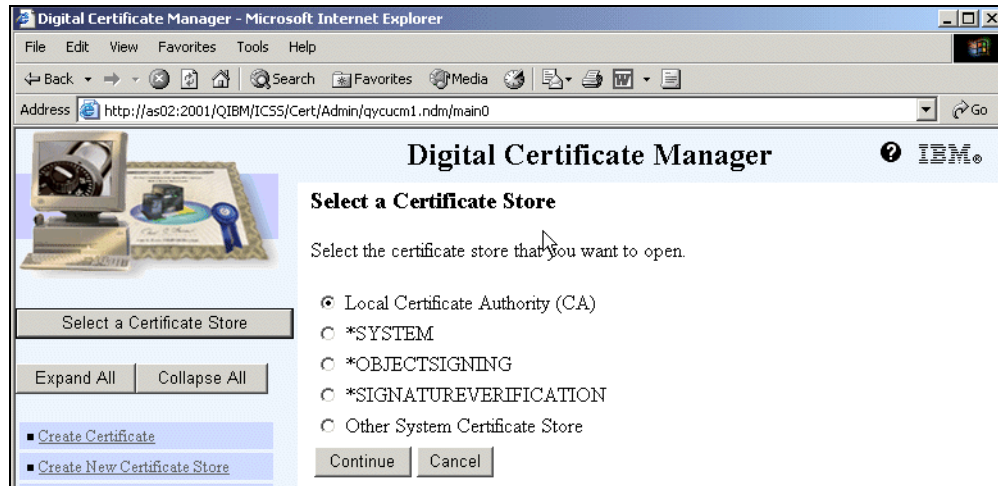 Digital Certificate Manager - Microsoft Internet Explorer
File Edit View Favorites Tools Help
Back Search Favorites Media
Address http://as02:2001/QIBM/ICSS/Cert/Admin/qycucm1.ndm/main0 Go
Digital Certificate Manager IBM®
Select a Certificate Store
Select the certificate store that you want to open.
Local Certificate Authority (CA)
*SYSTEM
*OBJECTSIGNING
*SIGNATUREVERIFICATION
Other System Certificate Store
Continue Cancel
Select a Certificate Store
Expand All Collapse All
Create Certificate
Create New Certificate Store